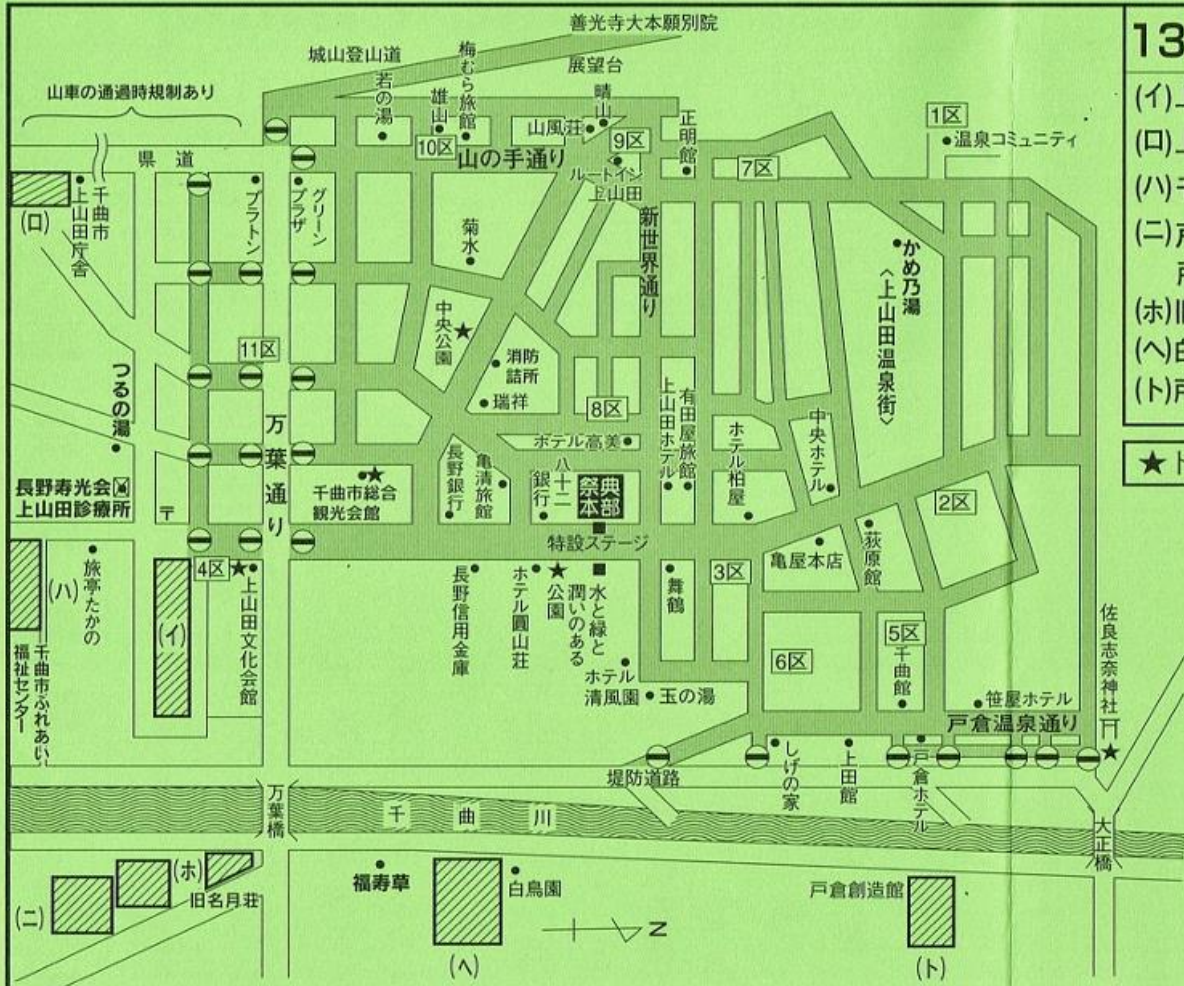 善光寺大本願別院
城山登山道
展望台
梅むら旅館
若の湯
雄山
晴山
山風荘
山車の通過時規制あり
10区
山の手通り
9区
正明館
7区
1区
温泉コミュニティ
ルートイン
上山田
県道
(ロ)
千曲市
上山田庁舎
プラトン
グリーン
プラザ
菊水
新世界通り
かめ乃湯
〈上山田温泉街〉
中央公園
★
消防
詰所
瑞祥
11区
つるの湯
万葉通り
8区
ホテル高美
上山田ホテル
有田屋旅館
ホテル柏屋
中央ホテル
長野寿光会
上山田診療所
〒
★
千曲市総合
観光会館
長野銀行
亀清旅館
八十二
銀行
祭典
本部
特設ステージ
2区
荻原館
亀屋本店
3区
(ハ)
旅亭たかの
4区
★
上山田文化会館
(イ)
千曲市ふれあい
福祉センター
長野信用金庫
ホテル圓山荘
★
公園
水と緑と
潤いのある
舞鶴
ホテル
清風園
玉の湯
6区
5区
千曲館
笹屋ホテル
戸倉温泉通り
佐良志奈神社
★
堤防道路
しげの家
上田館
戸倉ホテル
万葉橋
千曲川
大正橋
(ニ)
(ホ)
旧名月荘
福寿草
(ヘ)
白鳥園
N
戸倉創造館
(ト)
13
(イ)
(ロ)
(ハ)
(ニ)
(ホ)旧
(ヘ)白
(ト)
★